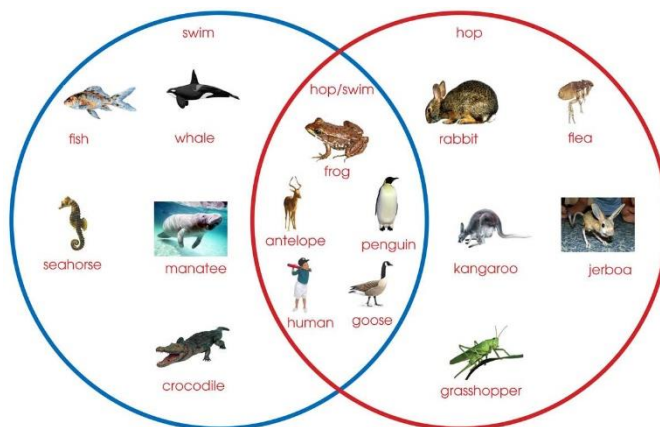 swim
hop
hop/swim
fish
whale
frog
rabbit
flea
seahorse
manatee
antelope
penguin
kangaroo
jerboa
human
goose
crocodile
grasshopper